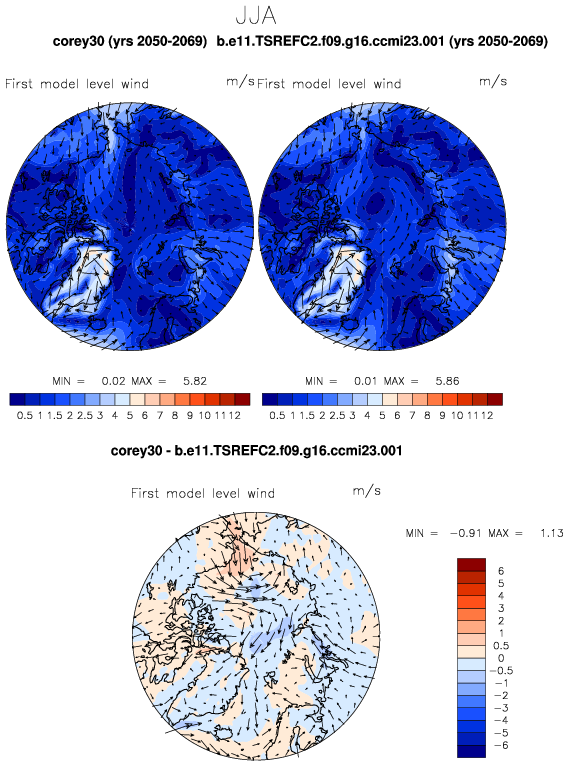 JJA
corey30 (yrs 2050-2069) b.e11.TSREFC2.f09.g16.ccmi23.001 (yrs 2050-2069)
First model level wind m/s First model level wind m/s
MIN = 0.02 MAX = 5.82 MIN = 0.01 MAX = 5.86
0.5 1 1.5 2 2.5 3 4 5 6 7 8 9 10 11 12 0.5 1 1.5 2 2.5 3 4 5 6 7 8 9 10 11 12
corey30 - b.e11.TSREFC2.f09.g16.ccmi23.001
First model level wind m/s
MIN = -0.91 MAX = 1.13
6
5
4
3
2
1
0.5
0
-0.5
-1
-2
-3
-4
-5
-6